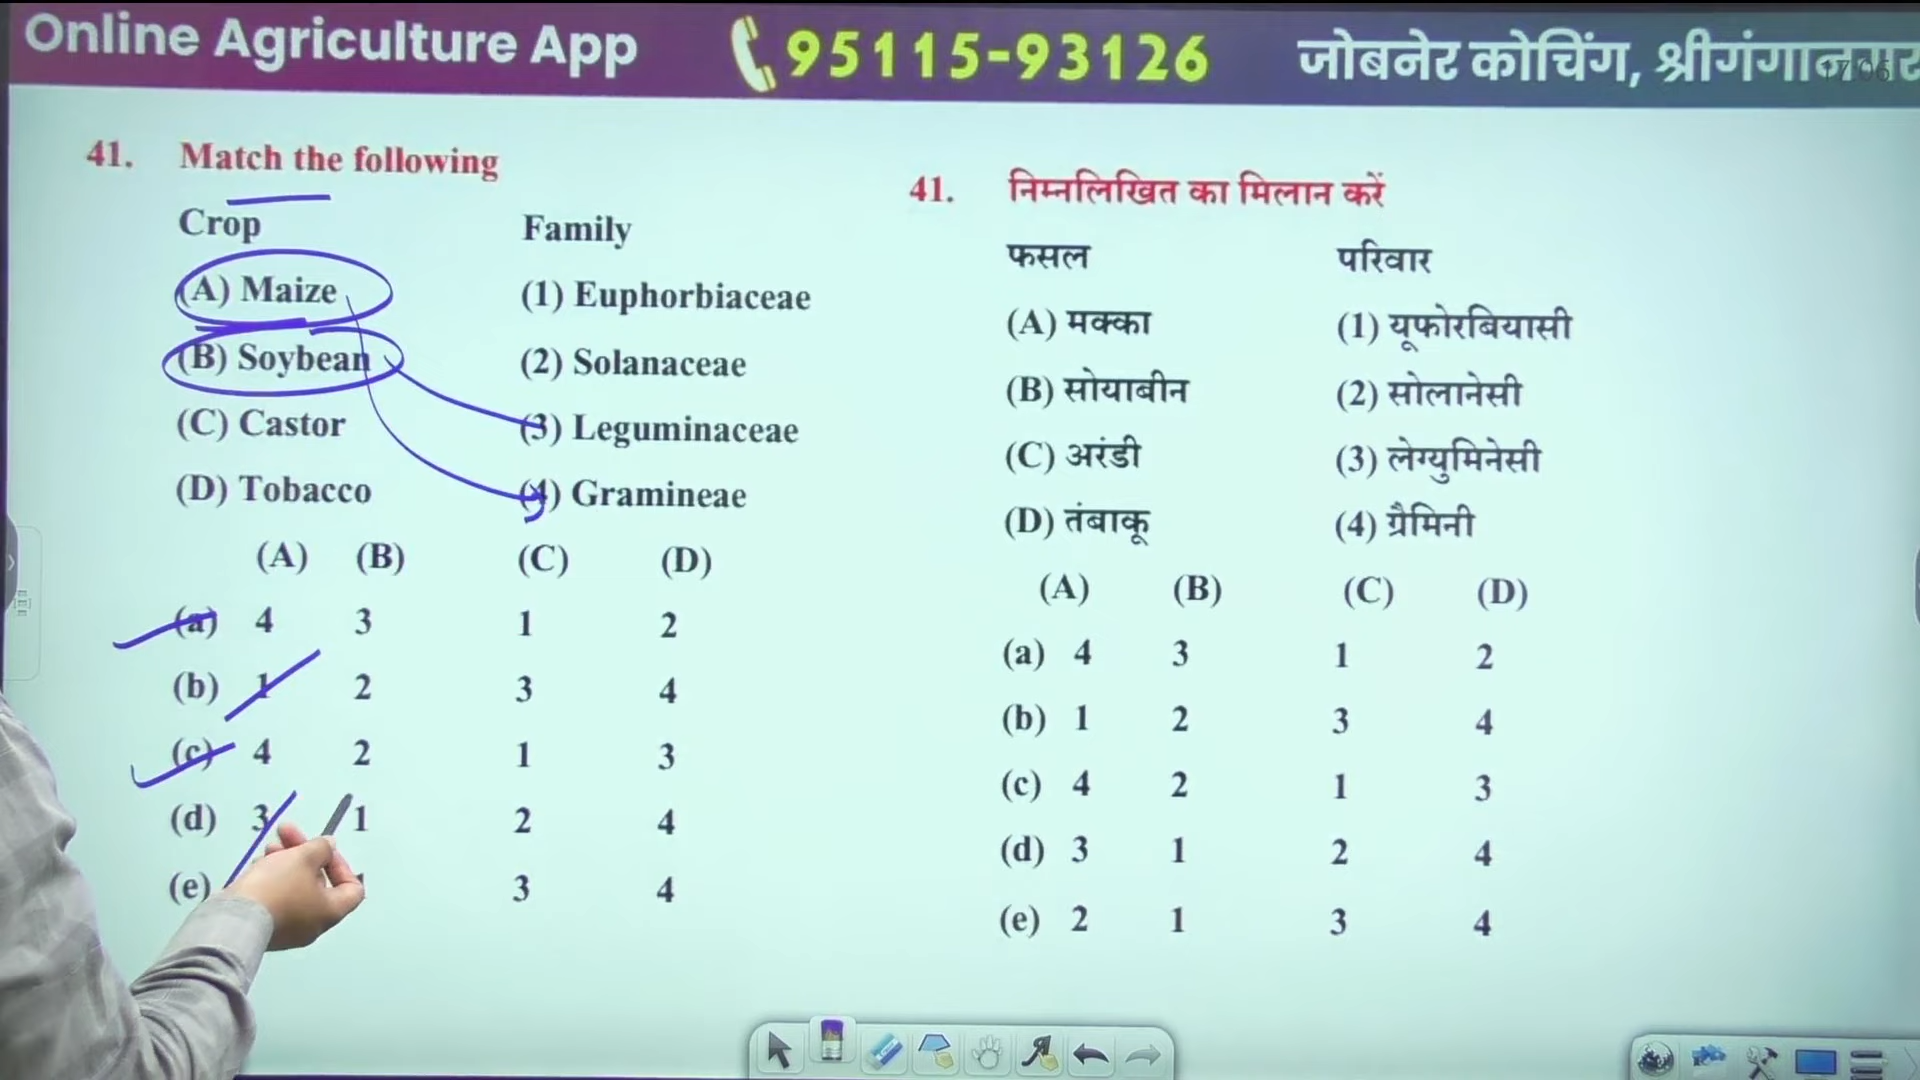 Online Agriculture App 95115-93126 जोबनेर कोचिंग, श्रीगंगानगर
17:06
41. Match the following
Crop Family
(A) Maize (1) Euphorbiaceae
(B) Soybean (2) Solanaceae
(C) Castor (3) Leguminaceae
(D) Tobacco (4) Gramineae
(A) (B) (C) (D)
(a) 4 3 1 2
(b) 1 2 3 4
(c) 4 2 1 3
(d) 3 1 2 4
(e) 3 4
41. निम्नलिखित का मिलान करें
फसल परिवार
(A) मक्का (1) यूफोरबियासी
(B) सोयाबीन (2) सोलानेसी
(C) अरंडी (3) लेग्युमिनेसी
(D) तंबाकू (4) ग्रैमिनी
(A) (B) (C) (D)
(a) 4 3 1 2
(b) 1 2 3 4
(c) 4 2 1 3
(d) 3 1 2 4
(e) 2 1 3 4